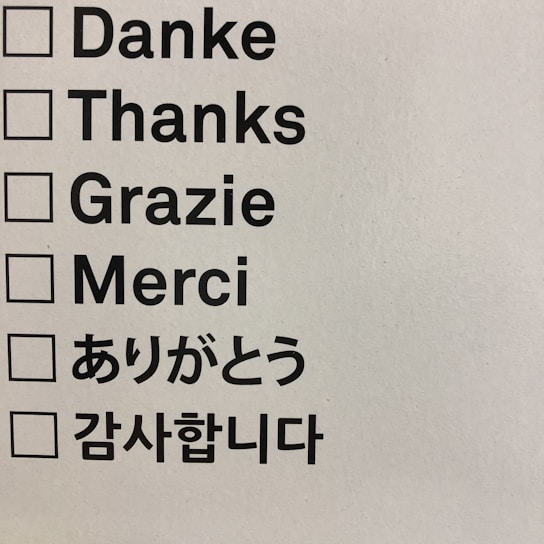 Danke
Thanks
Grazie
Merci
ありがとう
감사합니다